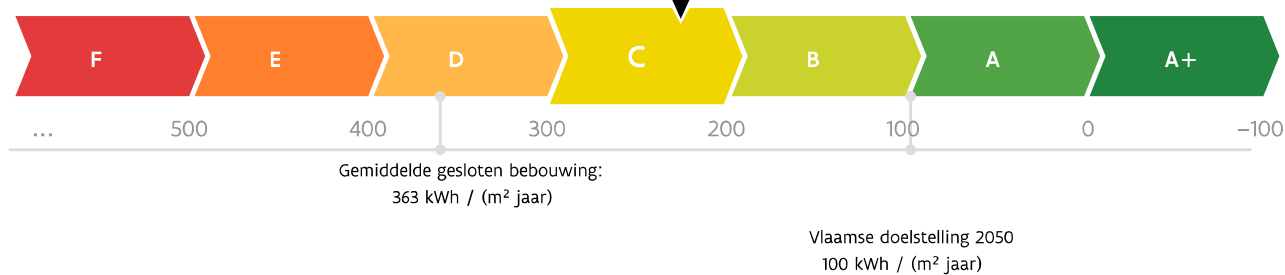 F E D C B A A+
... 500 400 300 200 100 0 –100
Gemiddelde gesloten bebouwing:
363 kWh / (m² jaar)
Vlaamse doelstelling 2050
100 kWh / (m² jaar)